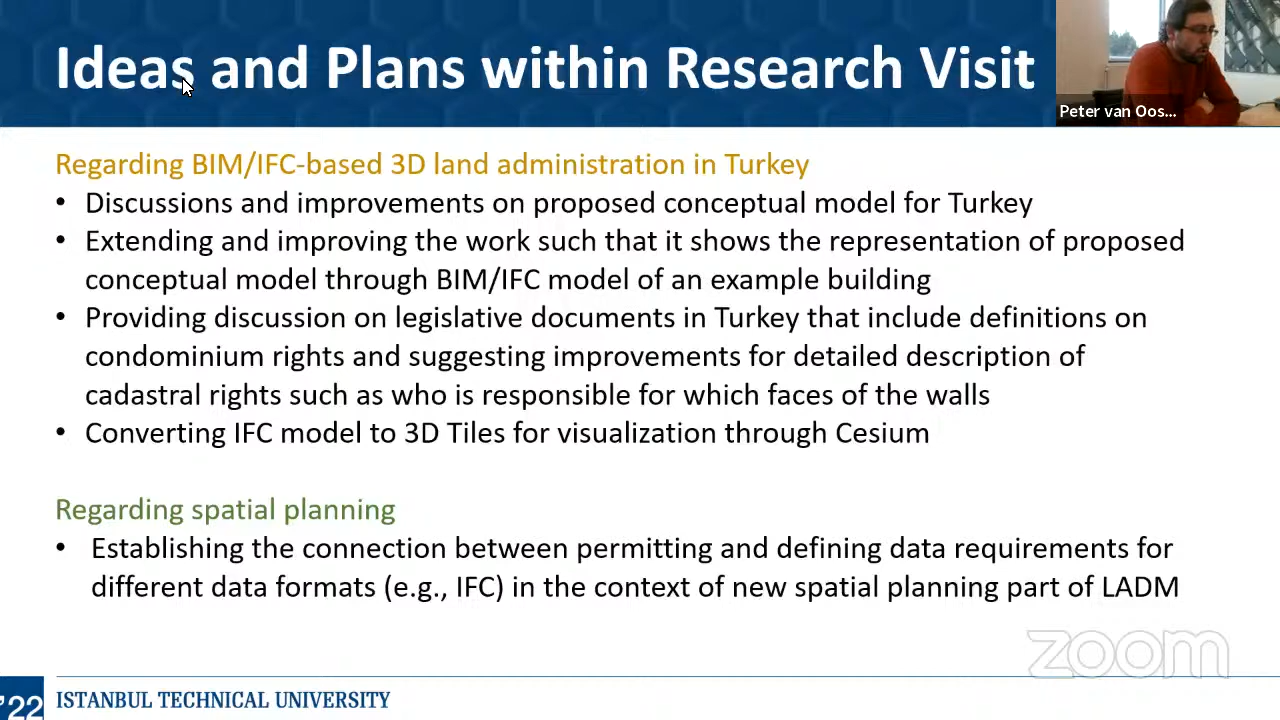 Ideas and Plans within Research Visit
Peter van Oos...
Regarding BIM/IFC-based 3D land administration in Turkey
• Discussions and improvements on proposed conceptual model for Turkey
• Extending and improving the work such that it shows the representation of proposed
conceptual model through BIM/IFC model of an example building
• Providing discussion on legislative documents in Turkey that include definitions on
condominium rights and suggesting improvements for detailed description of
cadastral rights such as who is responsible for which faces of the walls
• Converting IFC model to 3D Tiles for visualization through Cesium
Regarding spatial planning
• Establishing the connection between permitting and defining data requirements for
different data formats (e.g., IFC) in the context of new spatial planning part of LADM
zoom
'22 ISTANBUL TECHNICAL UNIVERSITY